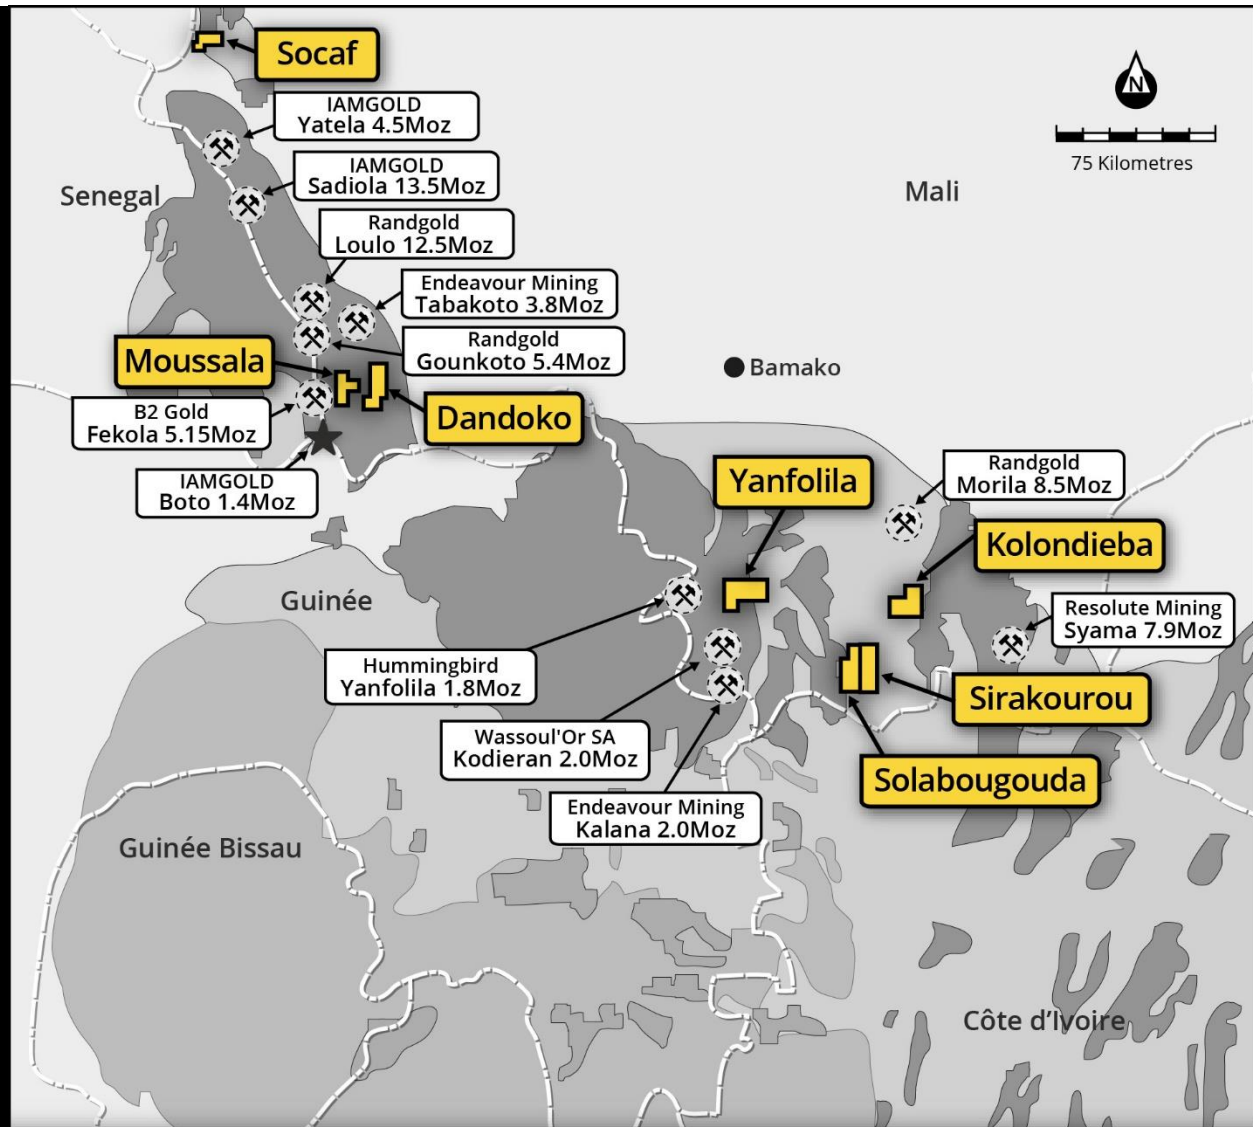 Socaf
N
75 Kilometres
IAMGOLD
Yatela 4.5Moz
IAMGOLD
Sadiola 13.5Moz
Senegal
Mali
Randgold
Loulo 12.5Moz
Endeavour Mining
Tabakoto 3.8Moz
Randgold
Gounkoto 5.4Moz
Moussala
Bamako
Dandoko
B2 Gold
Fekola 5.15Moz
IAMGOLD
Boto 1.4Moz
Yanfolila
Randgold
Morila 8.5Moz
Kolondieba
Guinée
Resolute Mining
Syama 7.9Moz
Hummingbird
Yanfolila 1.8Moz
Sirakourou
Wassoul'Or SA
Kodieran 2.0Moz
Solabougouda
Endeavour Mining
Kalana 2.0Moz
Guinée Bissau
Côte d'Ivoire